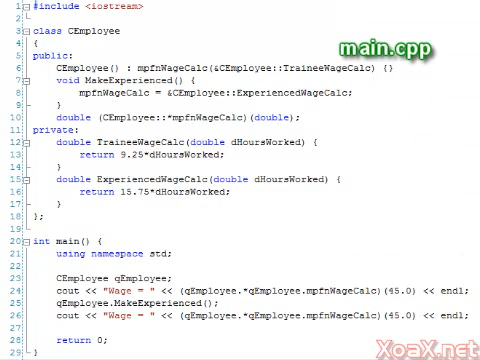 1 #include <iostream>
2
3 class CEmployee
4 {
5 public:
6 CEmployee() : mpfnWageCalc(&CEmployee::TraineeWageCalc) {}
7 void MakeExperienced() {
8 mpfnWageCalc = &CEmployee::ExperiencedWageCalc;
9 }
10 double (CEmployee::*mpfnWageCalc)(double);
11 private:
12 double TraineeWageCalc(double dHoursWorked) {
13 return 9.25*dHoursWorked;
14 }
15 double ExperiencedWageCalc(double dHoursWorked) {
16 return 15.75*dHoursWorked;
17 }
18 };
19
20 int main() {
21 using namespace std;
22
23 CEmployee qEmployee;
24 cout << "Wage = " << (qEmployee.*qEmployee.mpfnWageCalc)(45.0) << endl;
25 qEmployee.MakeExperienced();
26 cout << "Wage = " << (qEmployee.*qEmployee.mpfnWageCalc)(45.0) << endl;
27
28 return 0;
29 }
main.cpp
XoaX.net